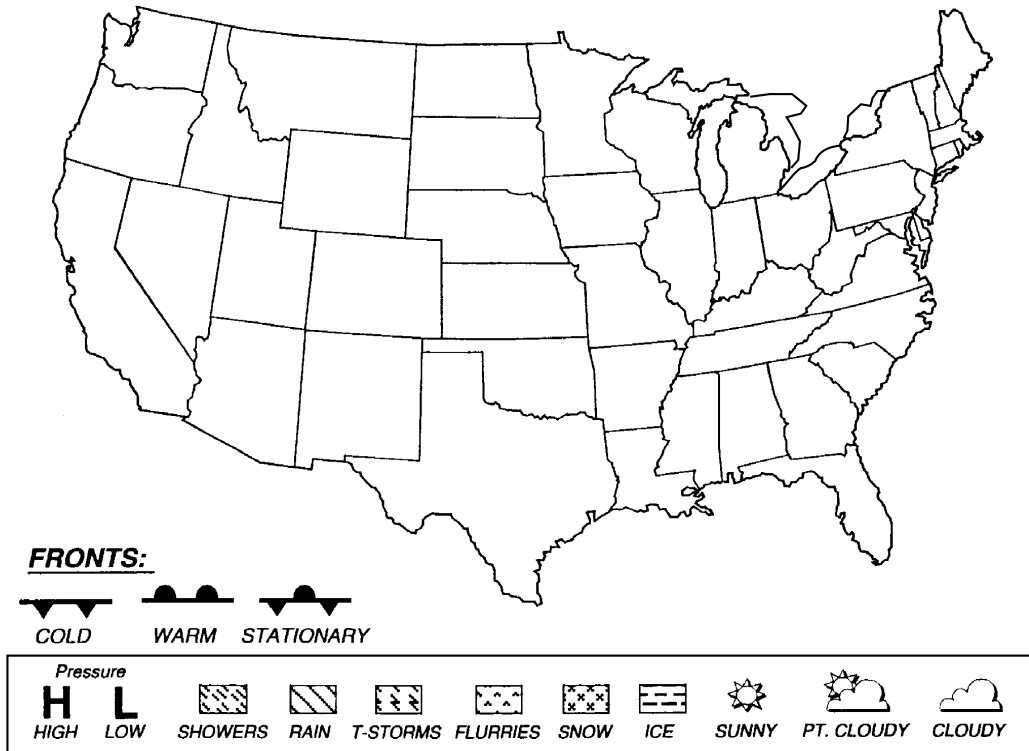 FRONTS:
COLD WARM STATIONARY
Pressure
H L
HIGH LOW SHOWERS RAIN T-STORMS FLURRIES SNOW ICE SUNNY PT. CLOUDY CLOUDY